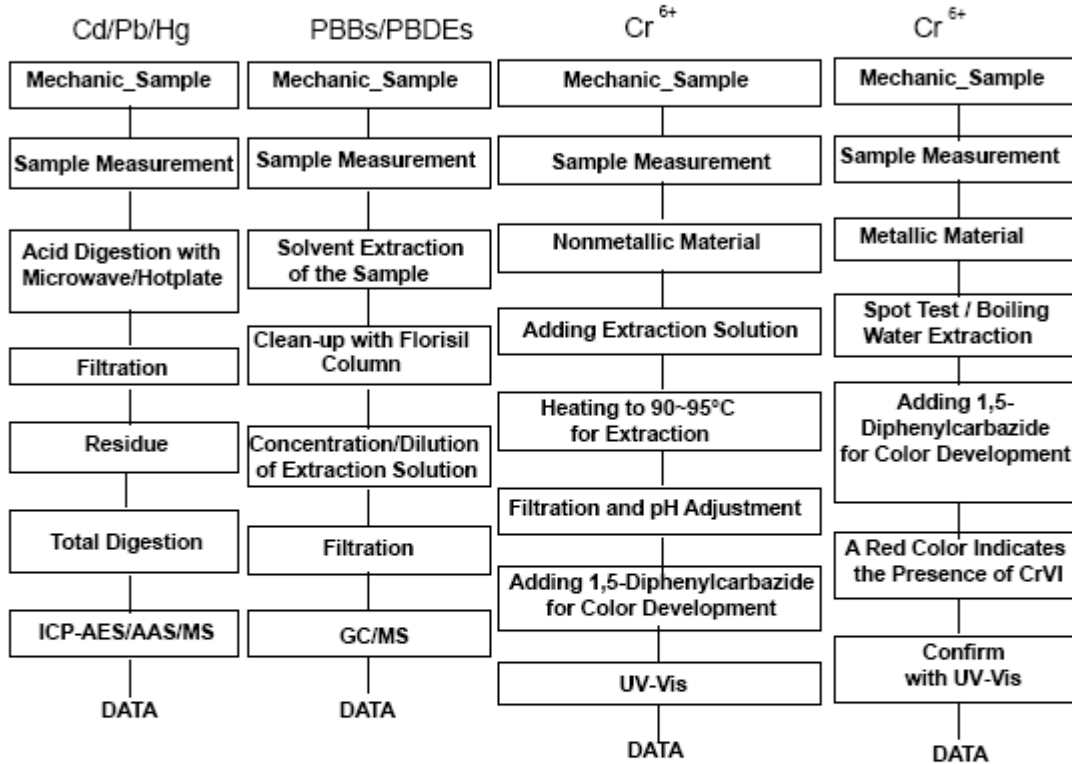 Cd/Pb/Hg
Mechanic_Sample
Sample Measurement
Acid Digestion with
Microwave/Hotplate
Filtration
Residue
Total Digestion
ICP-AES/AAS/MS
DATA
PBBs/PBDEs
Mechanic_Sample
Sample Measurement
Solvent Extraction
of the Sample
Clean-up with Florisil
Column
Concentration/Dilution
of Extraction Solution
Filtration
GC/MS
DATA
Cr 6+
Mechanic_Sample
Sample Measurement
Nonmetallic Material
Adding Extraction Solution
Heating to 90~95ºC
for Extraction
Filtration and pH Adjustment
Adding 1,5-Diphenylcarbazide
for Color Development
UV-Vis
DATA
Cr 6+
Mechanic_Sample
Sample Measurement
Metallic Material
Spot Test / Boiling
Water Extraction
Adding 1,5-
Diphenylcarbazide
for Color Development
A Red Color Indicates
the Presence of CrVI
Confirm
with UV-Vis
DATA